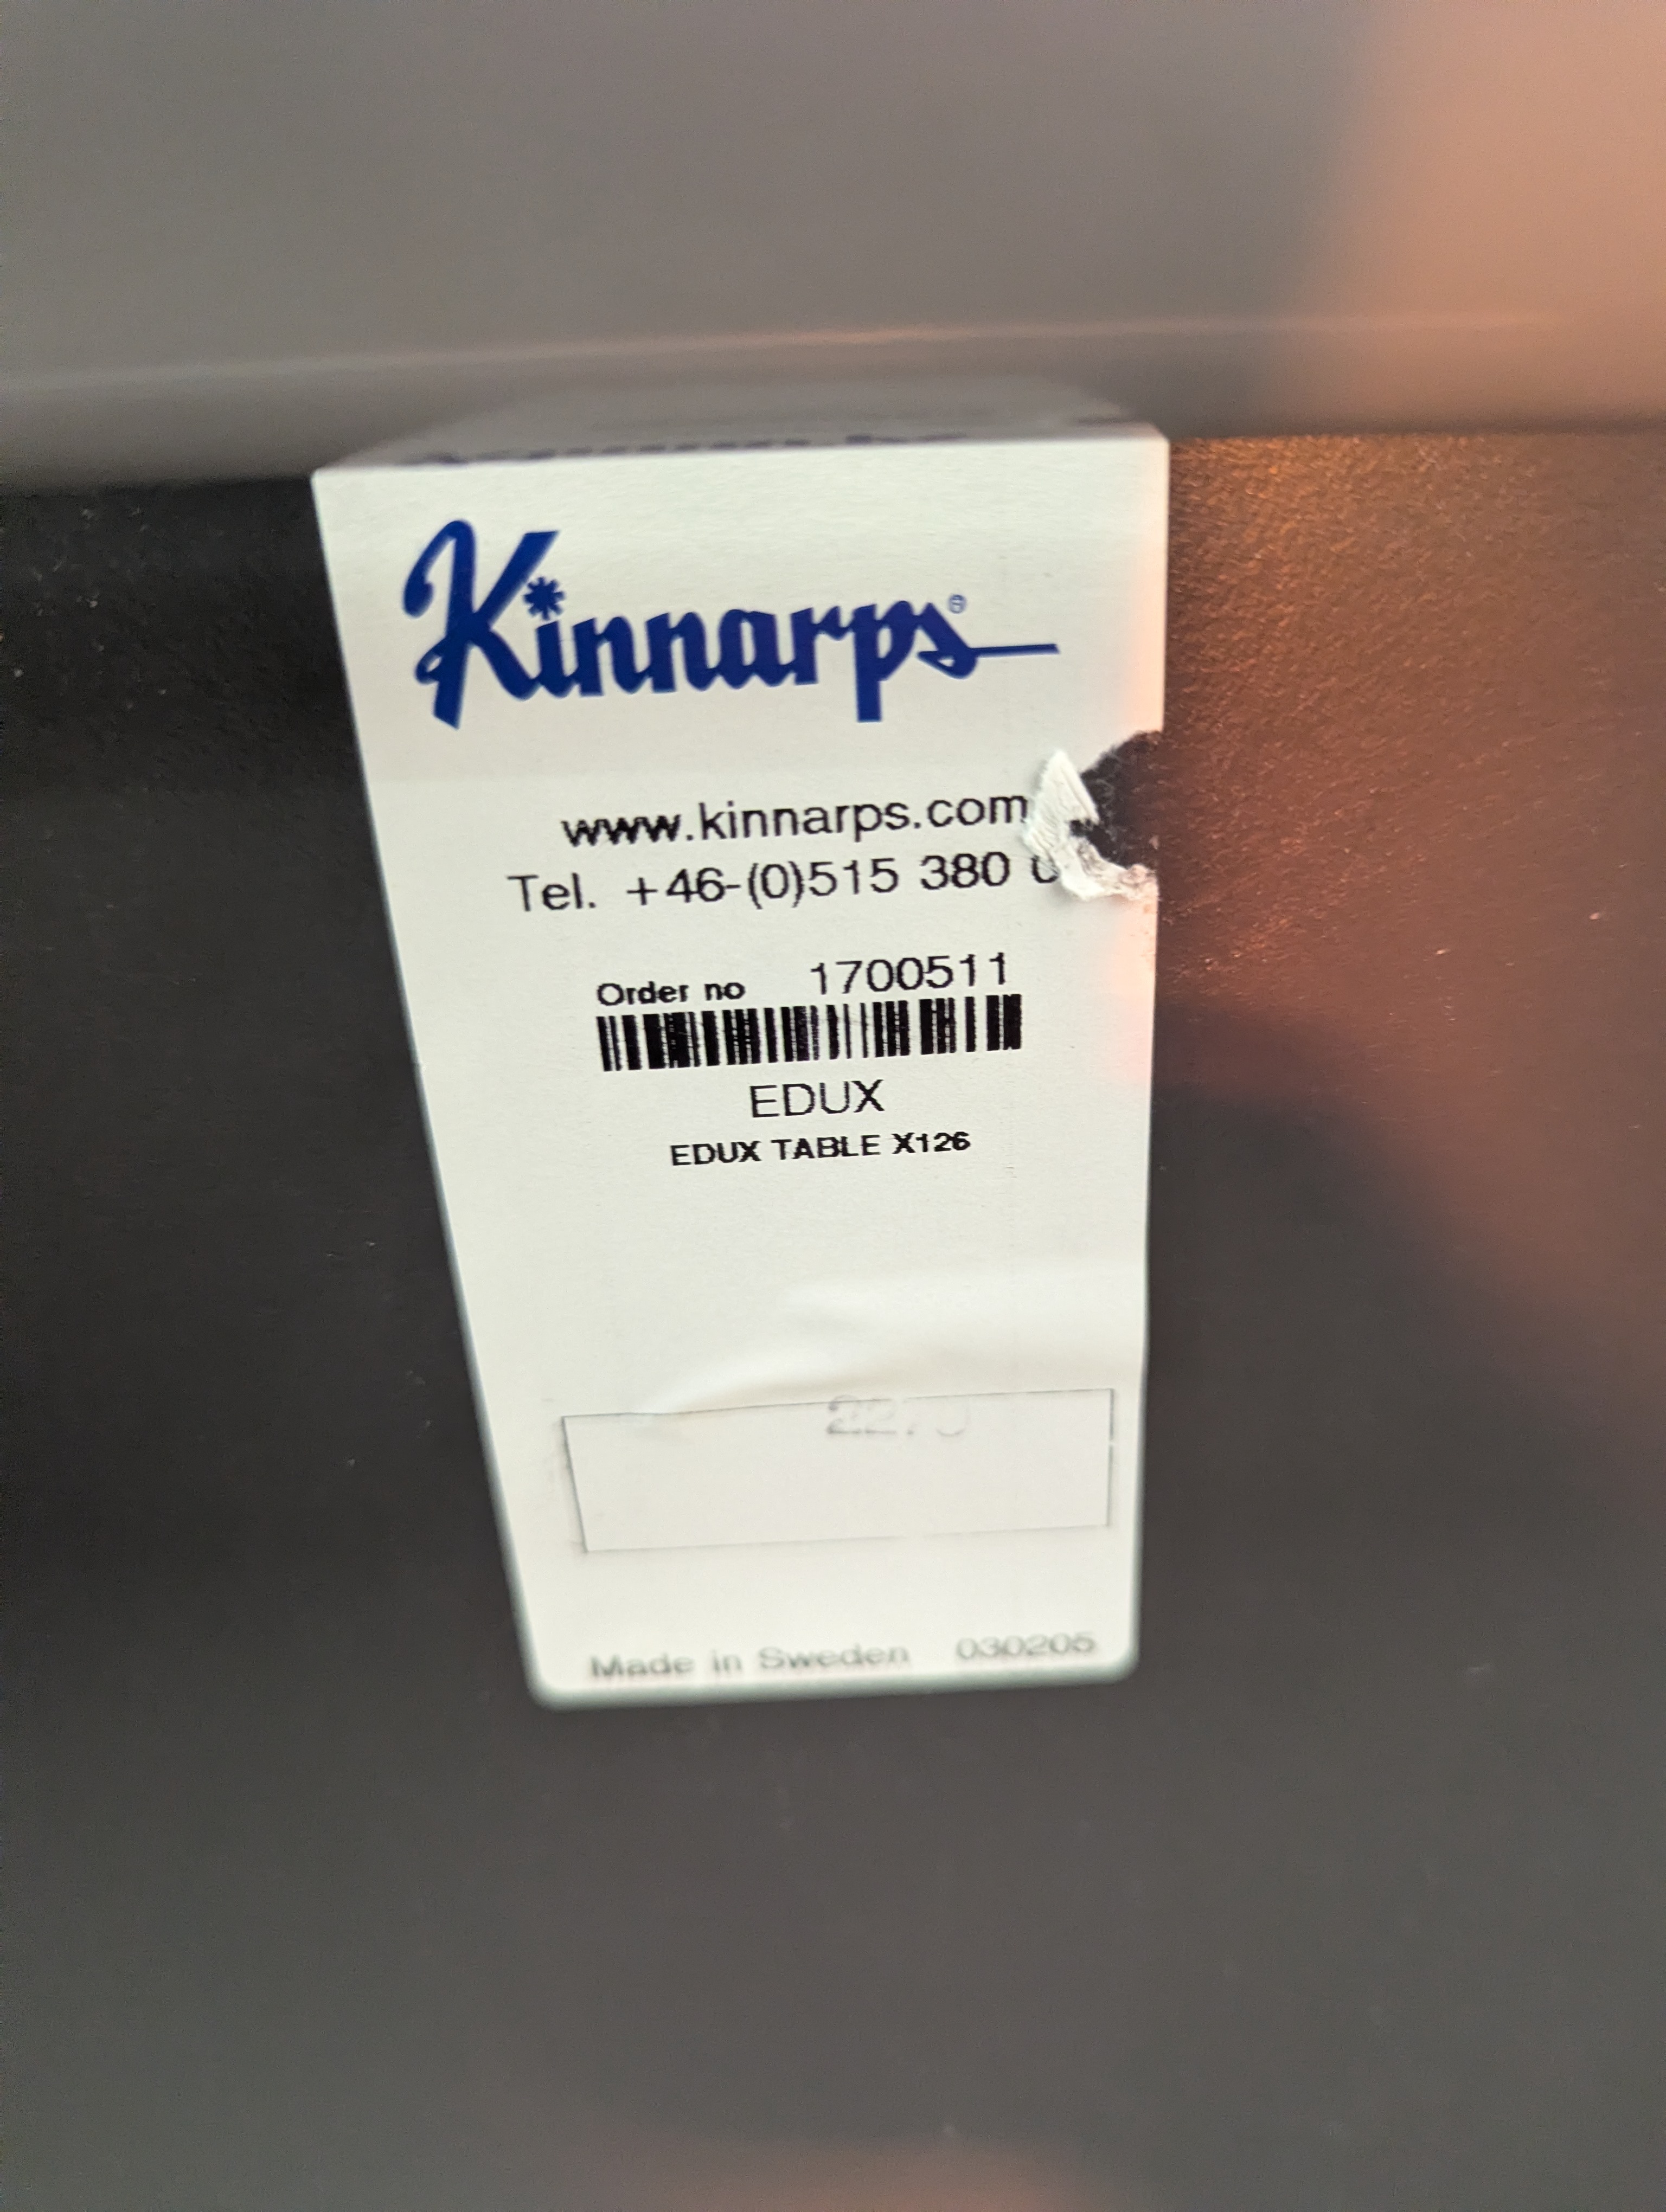 Kinnarps®
www.kinnarps.com
Tel. +46-(0)515 380
Order no 1700511
EDUX
EDUX TABLE X126
Made in Sweden 030205